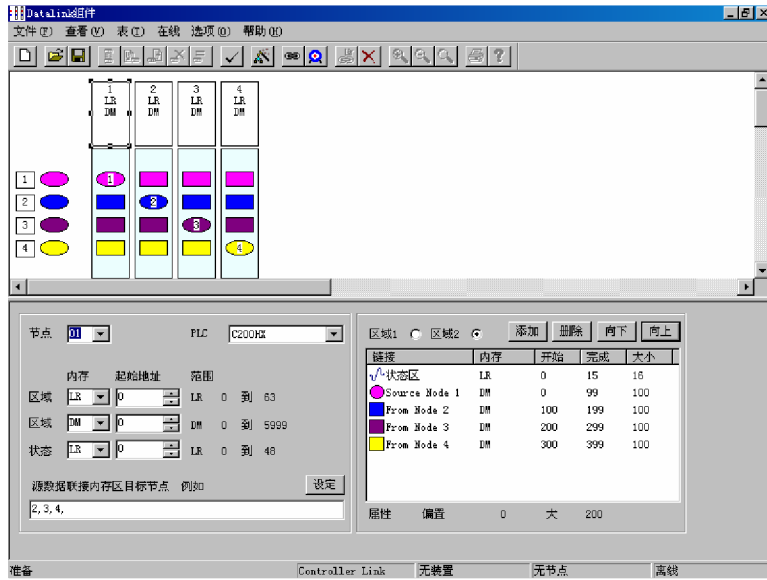 Datalink组件
文件(F) 查看(V) 表(T) 在线 选项(O) 帮助(H)
1 2 3 4
LR LR LR LR
DM DM DM DM
1 1
2 2
3 3
4 4
节点 01 PLC C200HX
内存 起始地址 范围
区域 LR 0 LR 0 到 63
区域 DM 0 DM 0 到 5999
状态 LR 0 LR 0 到 48
源数据联接内存区目标节点 例如 设定
2,3,4,
区域1 区域2 添加 删除 向下 向上
链接 内存 开始 完成 大小
状态区 LR 0 15 16
Source Node 1 DM 0 99 100
From Node 2 DM 100 199 100
From Node 3 DM 200 299 100
From Node 4 DM 300 399 100
属性 偏置 0 大 200
准备 Controller Link 无装置 无节点 离线